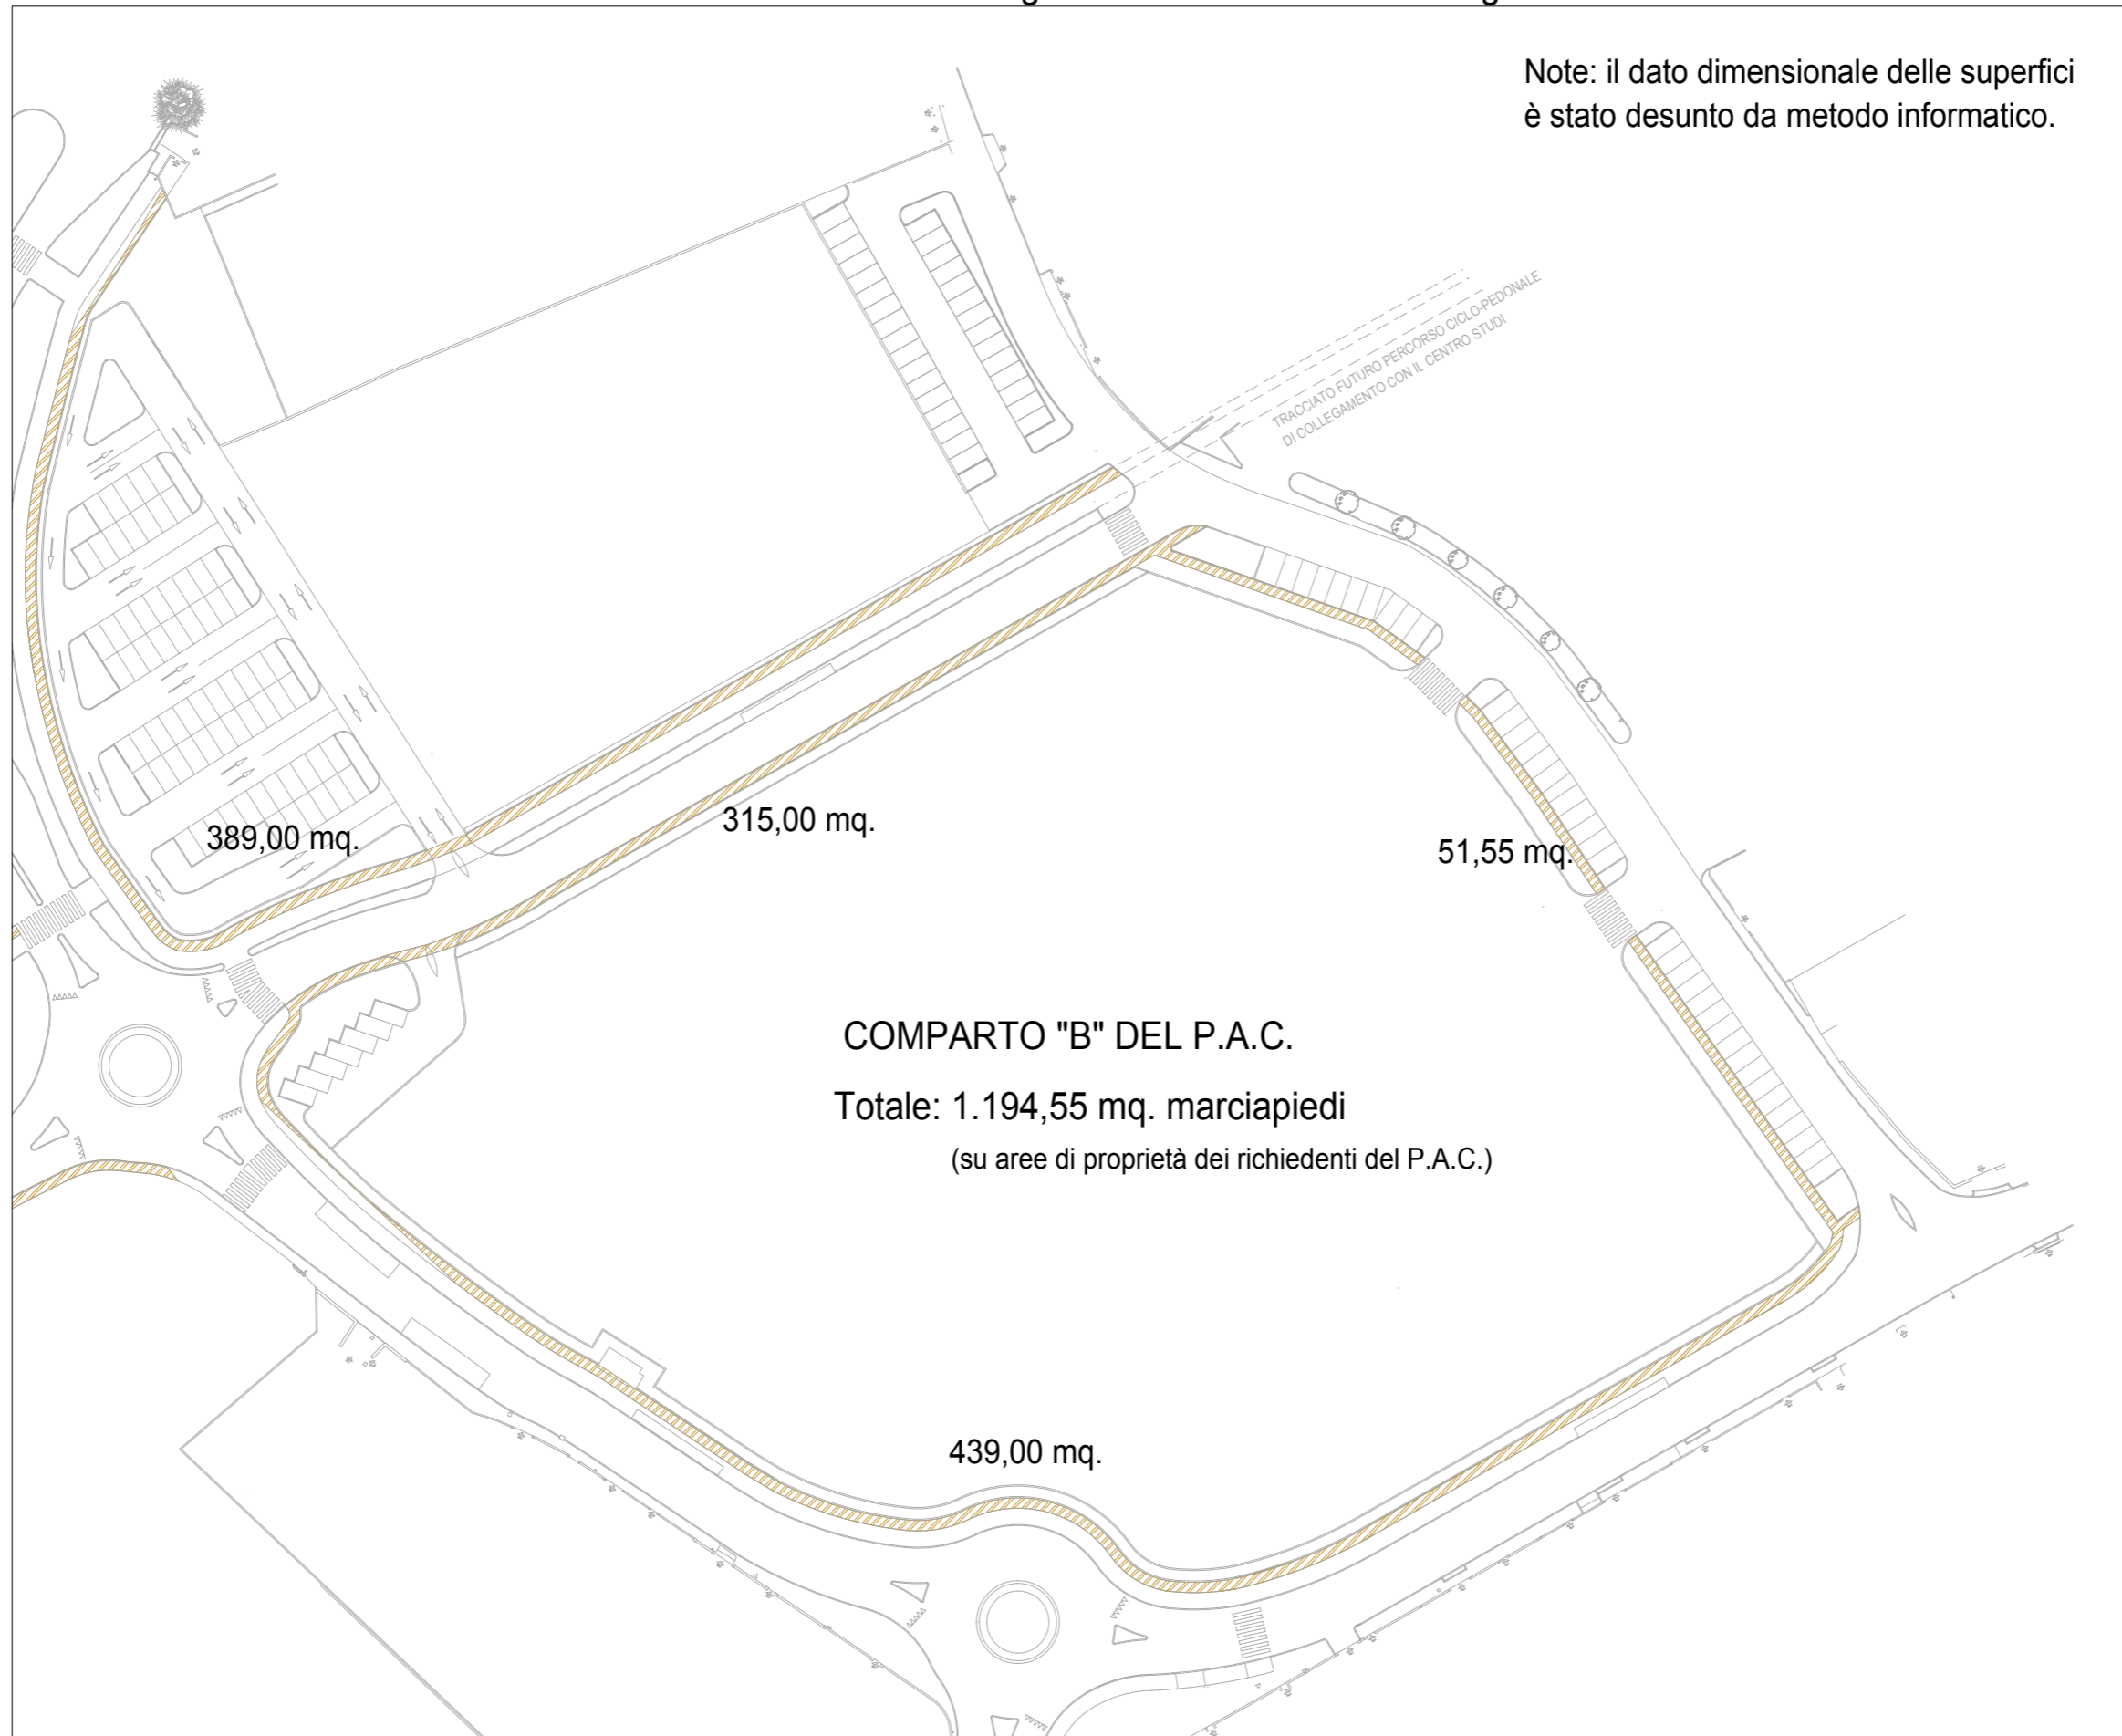 Note: il dato dimensionale delle superfici
è stato desunto da metodo informatico.
TRACCIATO FUTURO PERCORSO CICLO-PEDONALE
DI COLLEGAMENTO CON IL CENTRO STUDI
389,00 mq.
315,00 mq.
51,55 mq.
COMPARTO "B" DEL P.A.C.
Totale: 1.194,55 mq. marciapiedi
(su aree di proprietà dei richiedenti del P.A.C.)
439,00 mq.